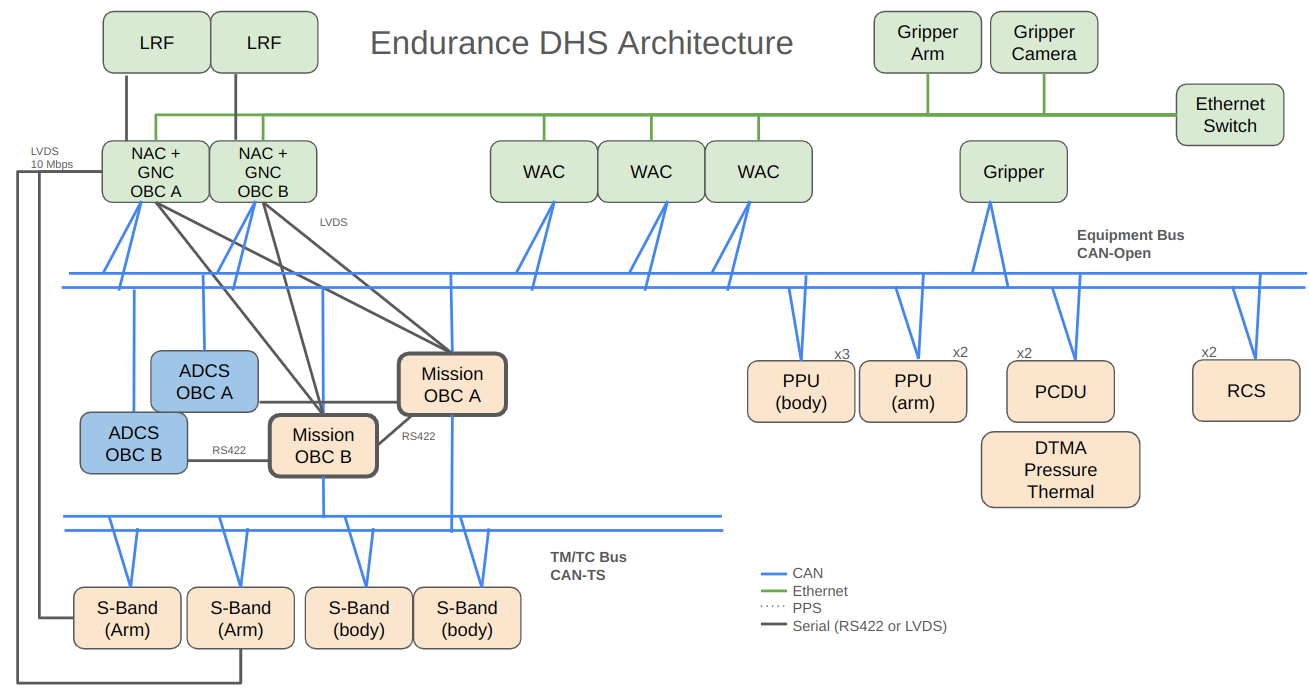 LRF
LRF
Endurance DHS Architecture
Gripper
Arm
Gripper
Camera
Ethernet
Switch
LVDS
10 Mbps
NAC +
GNC
OBC A
NAC +
GNC
OBC B
WAC
WAC
WAC
Gripper
LVDS
Equipment Bus
CAN-Open
ADCS
OBC A
Mission
OBC A
x3
PPU
(body)
x2
PPU
(arm)
x2
PCDU
x2
RCS
ADCS
OBC B
RS422
Mission
OBC B
RS422
DTMA
Pressure
Thermal
TM/TC Bus
CAN-TS
S-Band
(Arm)
S-Band
(Arm)
S-Band
(body)
S-Band
(body)
CAN
Ethernet
PPS
Serial (RS422 or LVDS)